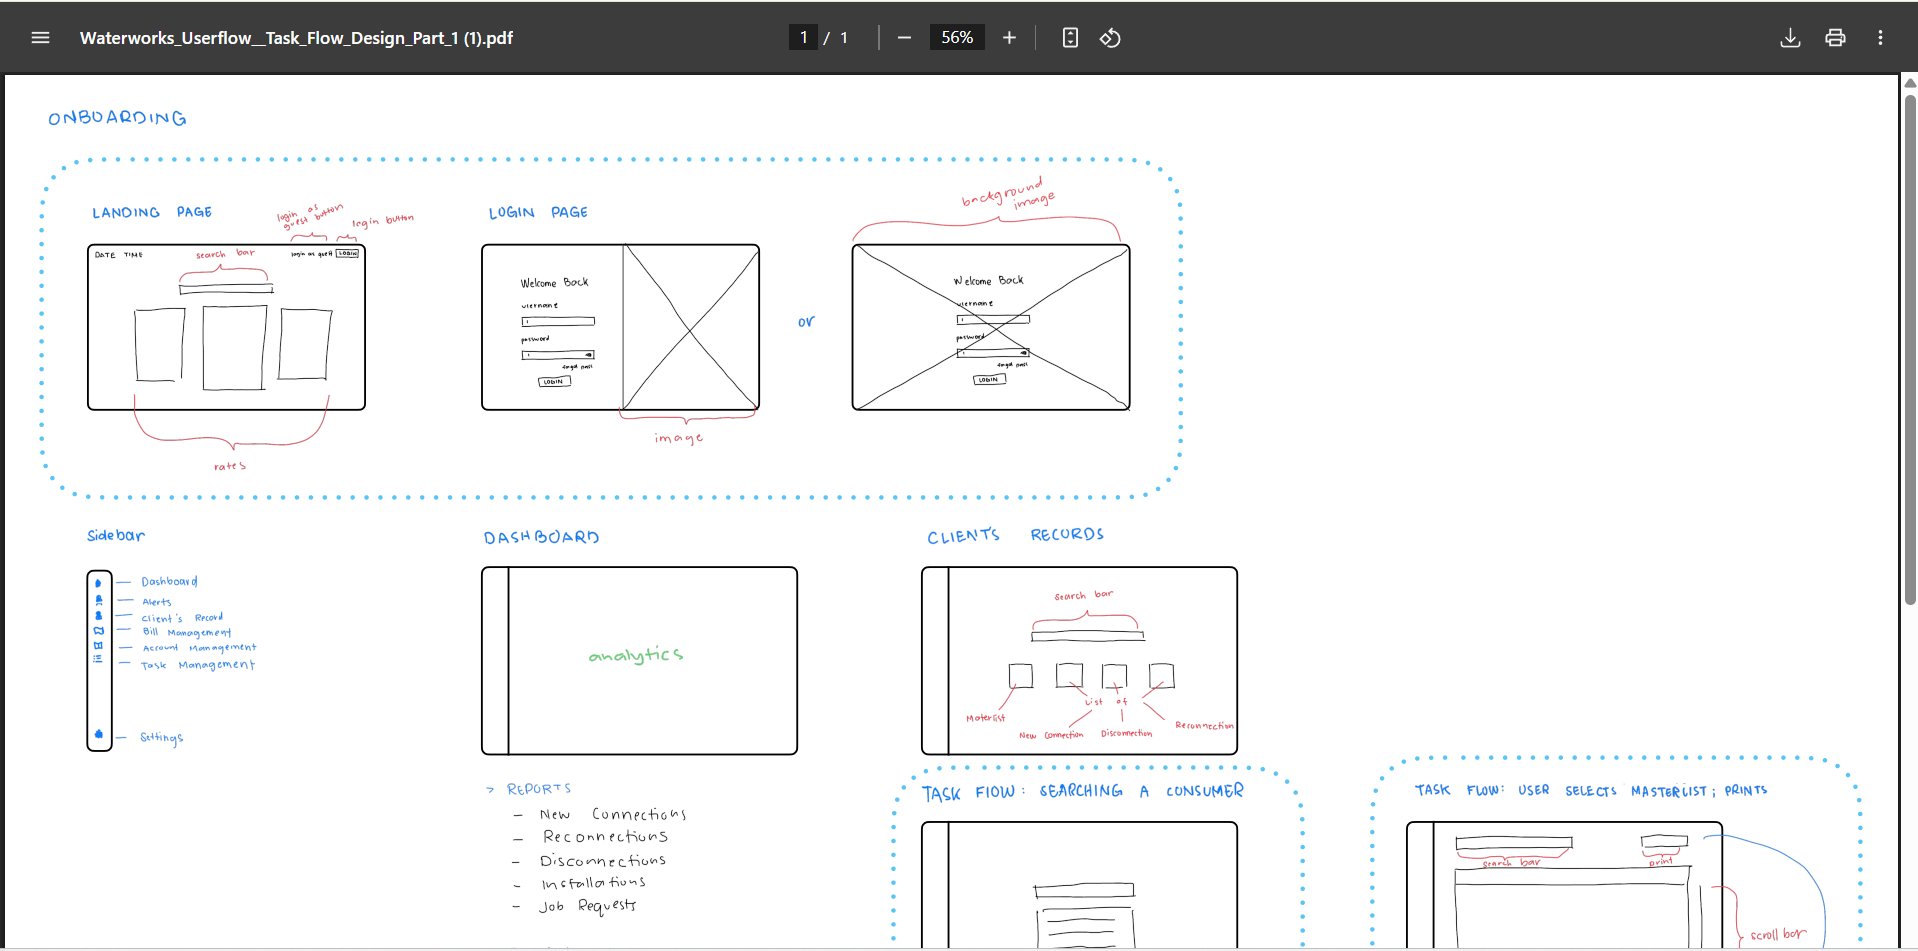 Waterworks_Userflow__Task_Flow_Design_Part_1 (1).pdf
1 / 1
56%
ONBOARDING
LANDING PAGE
login as guest button
login button
DATE TIME
search bar
login as guest
LOGIN
rates
LOGIN PAGE
Welcome Back
username
password
forgot pass
LOGIN
image
or
background image
Welcome Back
username
password
forgot pass
LOGIN
Sidebar
Dashboard
Alerts
Client's Record
Bill Management
Account Management
Task Management
Settings
DASHBOARD
analytics
> REPORTS
- New Connections
- Reconnections
- Disconnections
- Installations
- Job Requests
CLIENTS RECORDS
search bar
List of
Materlist
New Connection
Disconnection
Reconnection
TASK FLOW: SEARCHING A CONSUMER
TASK FLOW: USER SELECTS MASTERLIST; PRINTS
search bar
print
scroll bar